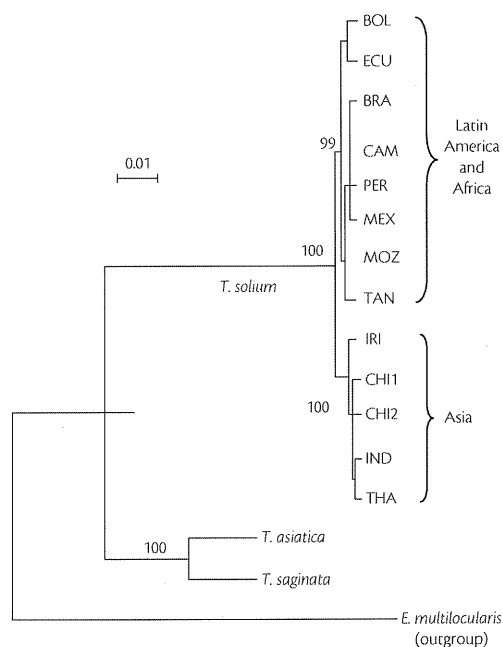 BOL
ECU
BRA
99
CAM
Latin
America
and
Africa
0.01
PER
MEX
100
MOZ
T. solium
TAN
IRI
CHI1
100
CHI2
Asia
IND
THA
T. asiatica
100
T. saginata
E. multilocularis
(outgroup)